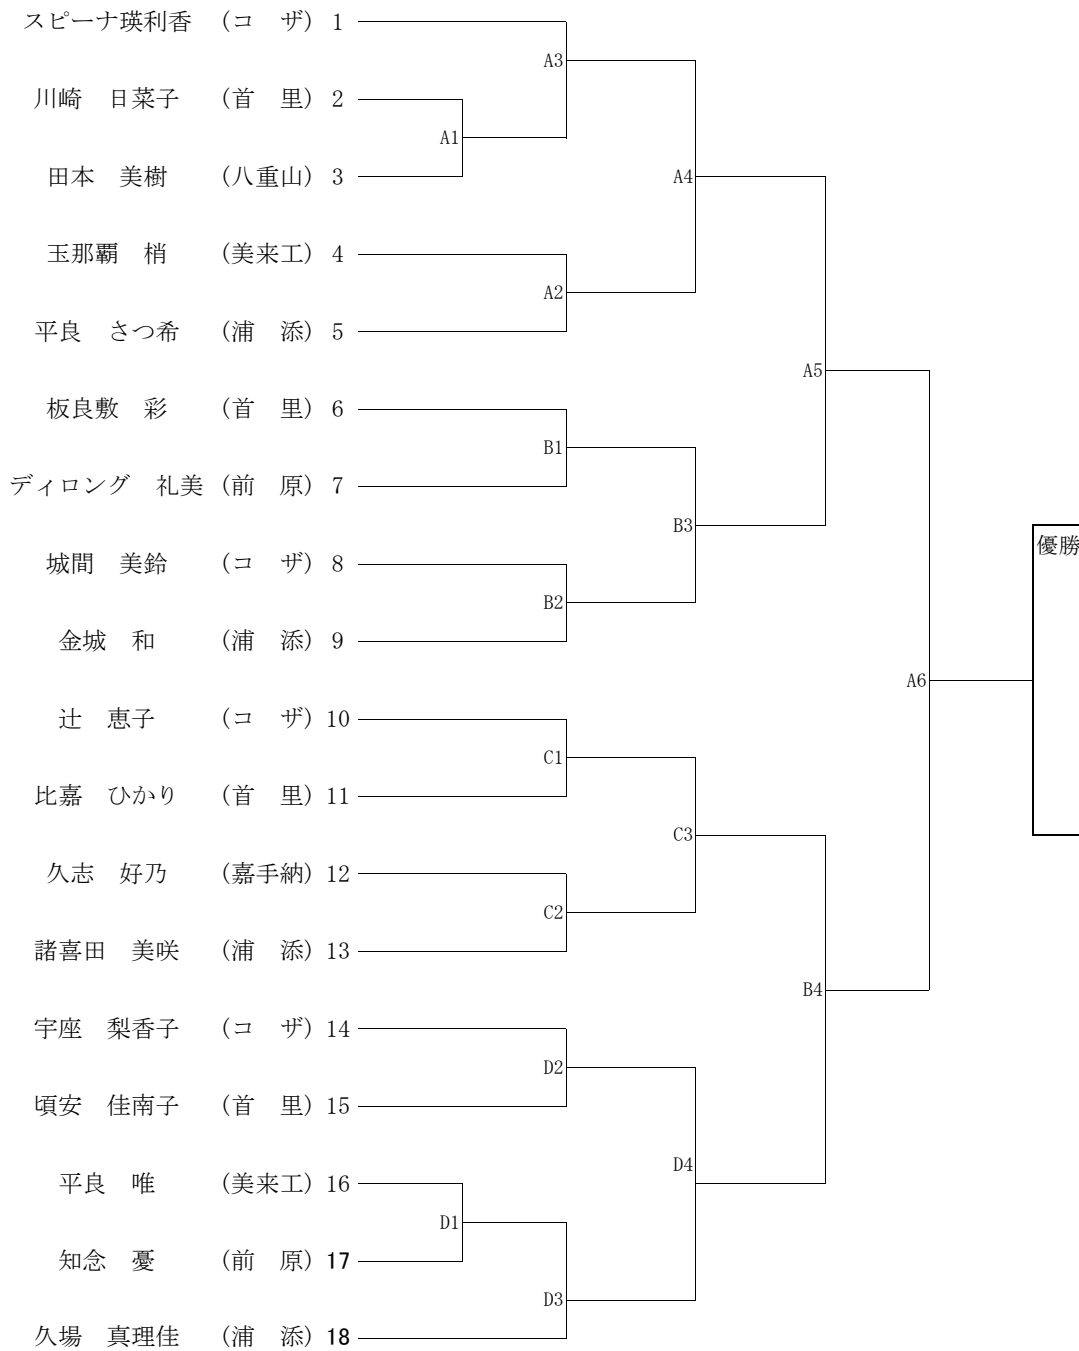 スピーナ瑛利香 (コ ザ) 1
A3
川崎 日菜子 (首 里) 2
A1
田本 美樹 (八重山) 3
A4
玉那覇 梢 (美来工) 4
A2
平良 さつ希 (浦 添) 5
A5
板良敷 彩 (首 里) 6
B1
ディロング 礼美 (前 原) 7
B3
優勝
城間 美鈴 (コ ザ) 8
B2
金城 和 (浦 添) 9
A6
辻 恵子 (コ ザ) 10
C1
比嘉 ひかり (首 里) 11
C3
久志 好乃 (嘉手納) 12
C2
諸喜田 美咲 (浦 添) 13
B4
宇座 梨香子 (コ ザ) 14
D2
頃安 佳南子 (首 里) 15
D4
平良 唯 (美来工) 16
D1
知念 憂 (前 原) 17
D3
久場 真理佳 (浦 添) 18